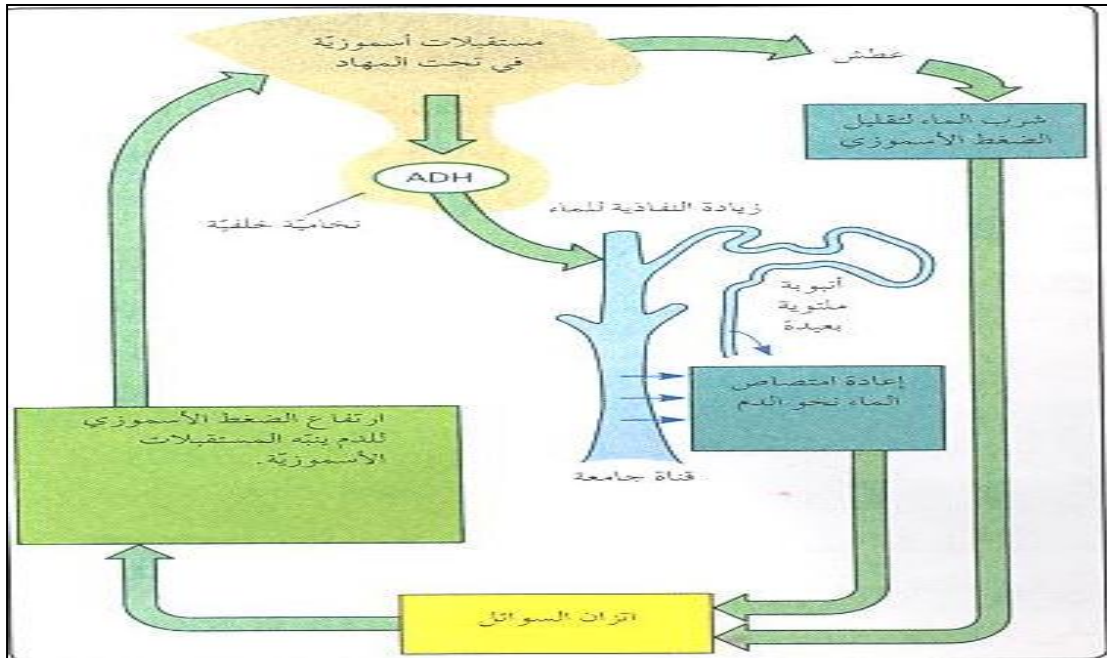 مستقبلات أسموزيّة
في تحت المهاد
عطش
شرب الماء لتقليل
الضغط الأسموزي
ADH
نخاميّة خلفيّة
زيادة النفاذية للماء
أنبوبة
ملتوية
بعيدة
إعادة امتصاص
الماء نحو الدم
ارتفاع الضغط الأسموزي
للدم ينبّه المستقبلات
الأسموزيّة.
قناة جامعة
اتزان السوائل